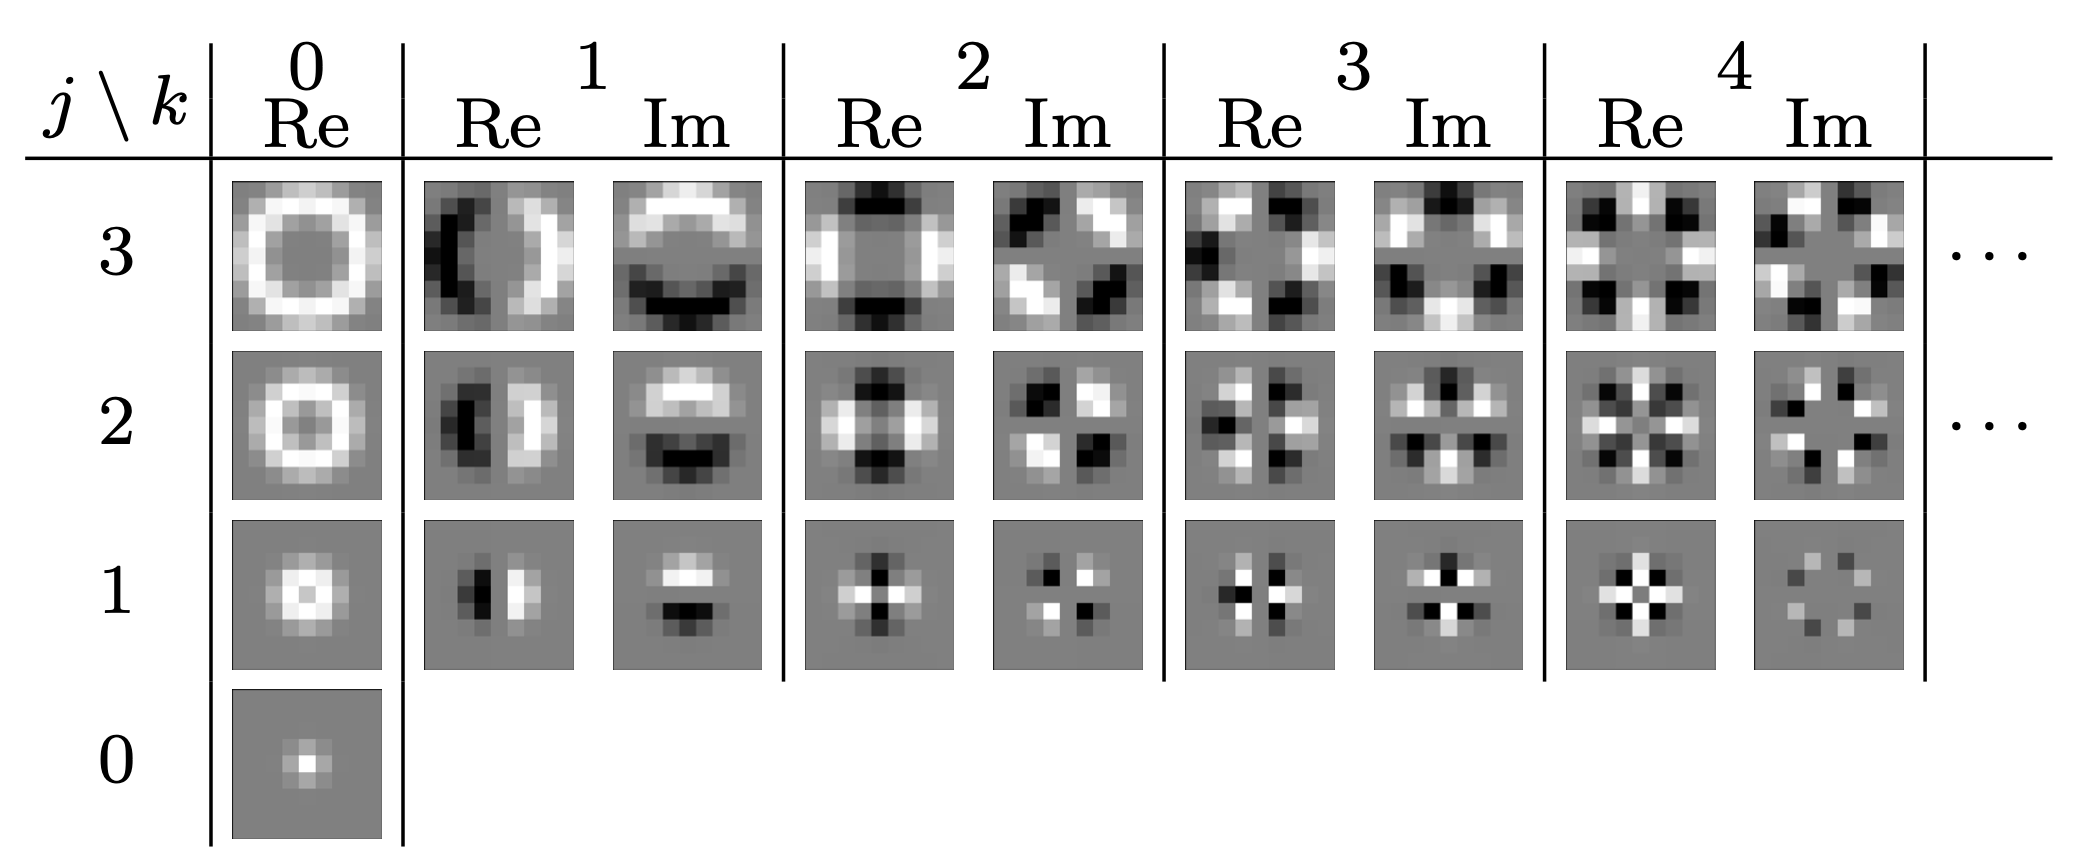 0 1 2 3 4
j \ k Re Re Im Re Im Re Im Re Im
3 ···
2 ···
1
0